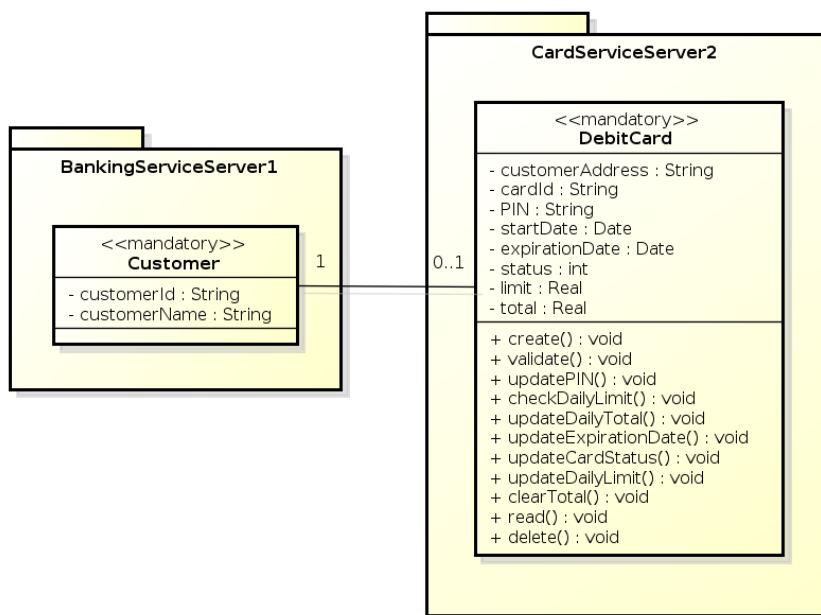 BankingServiceServer1
<<mandatory>>
Customer
- customerId : String
- customerName : String
1
0..1
CardServiceServer2
<<mandatory>>
DebitCard
- customerAddress : String
- cardId : String
- PIN : String
- startDate : Date
- expirationDate : Date
- status : int
- limit : Real
- total : Real
+ create() : void
+ validate() : void
+ updatePIN() : void
+ checkDailyLimit() : void
+ updateDailyTotal() : void
+ updateExpirationDate() : void
+ updateCardStatus() : void
+ updateDailyLimit() : void
+ clearTotal() : void
+ read() : void
+ delete() : void